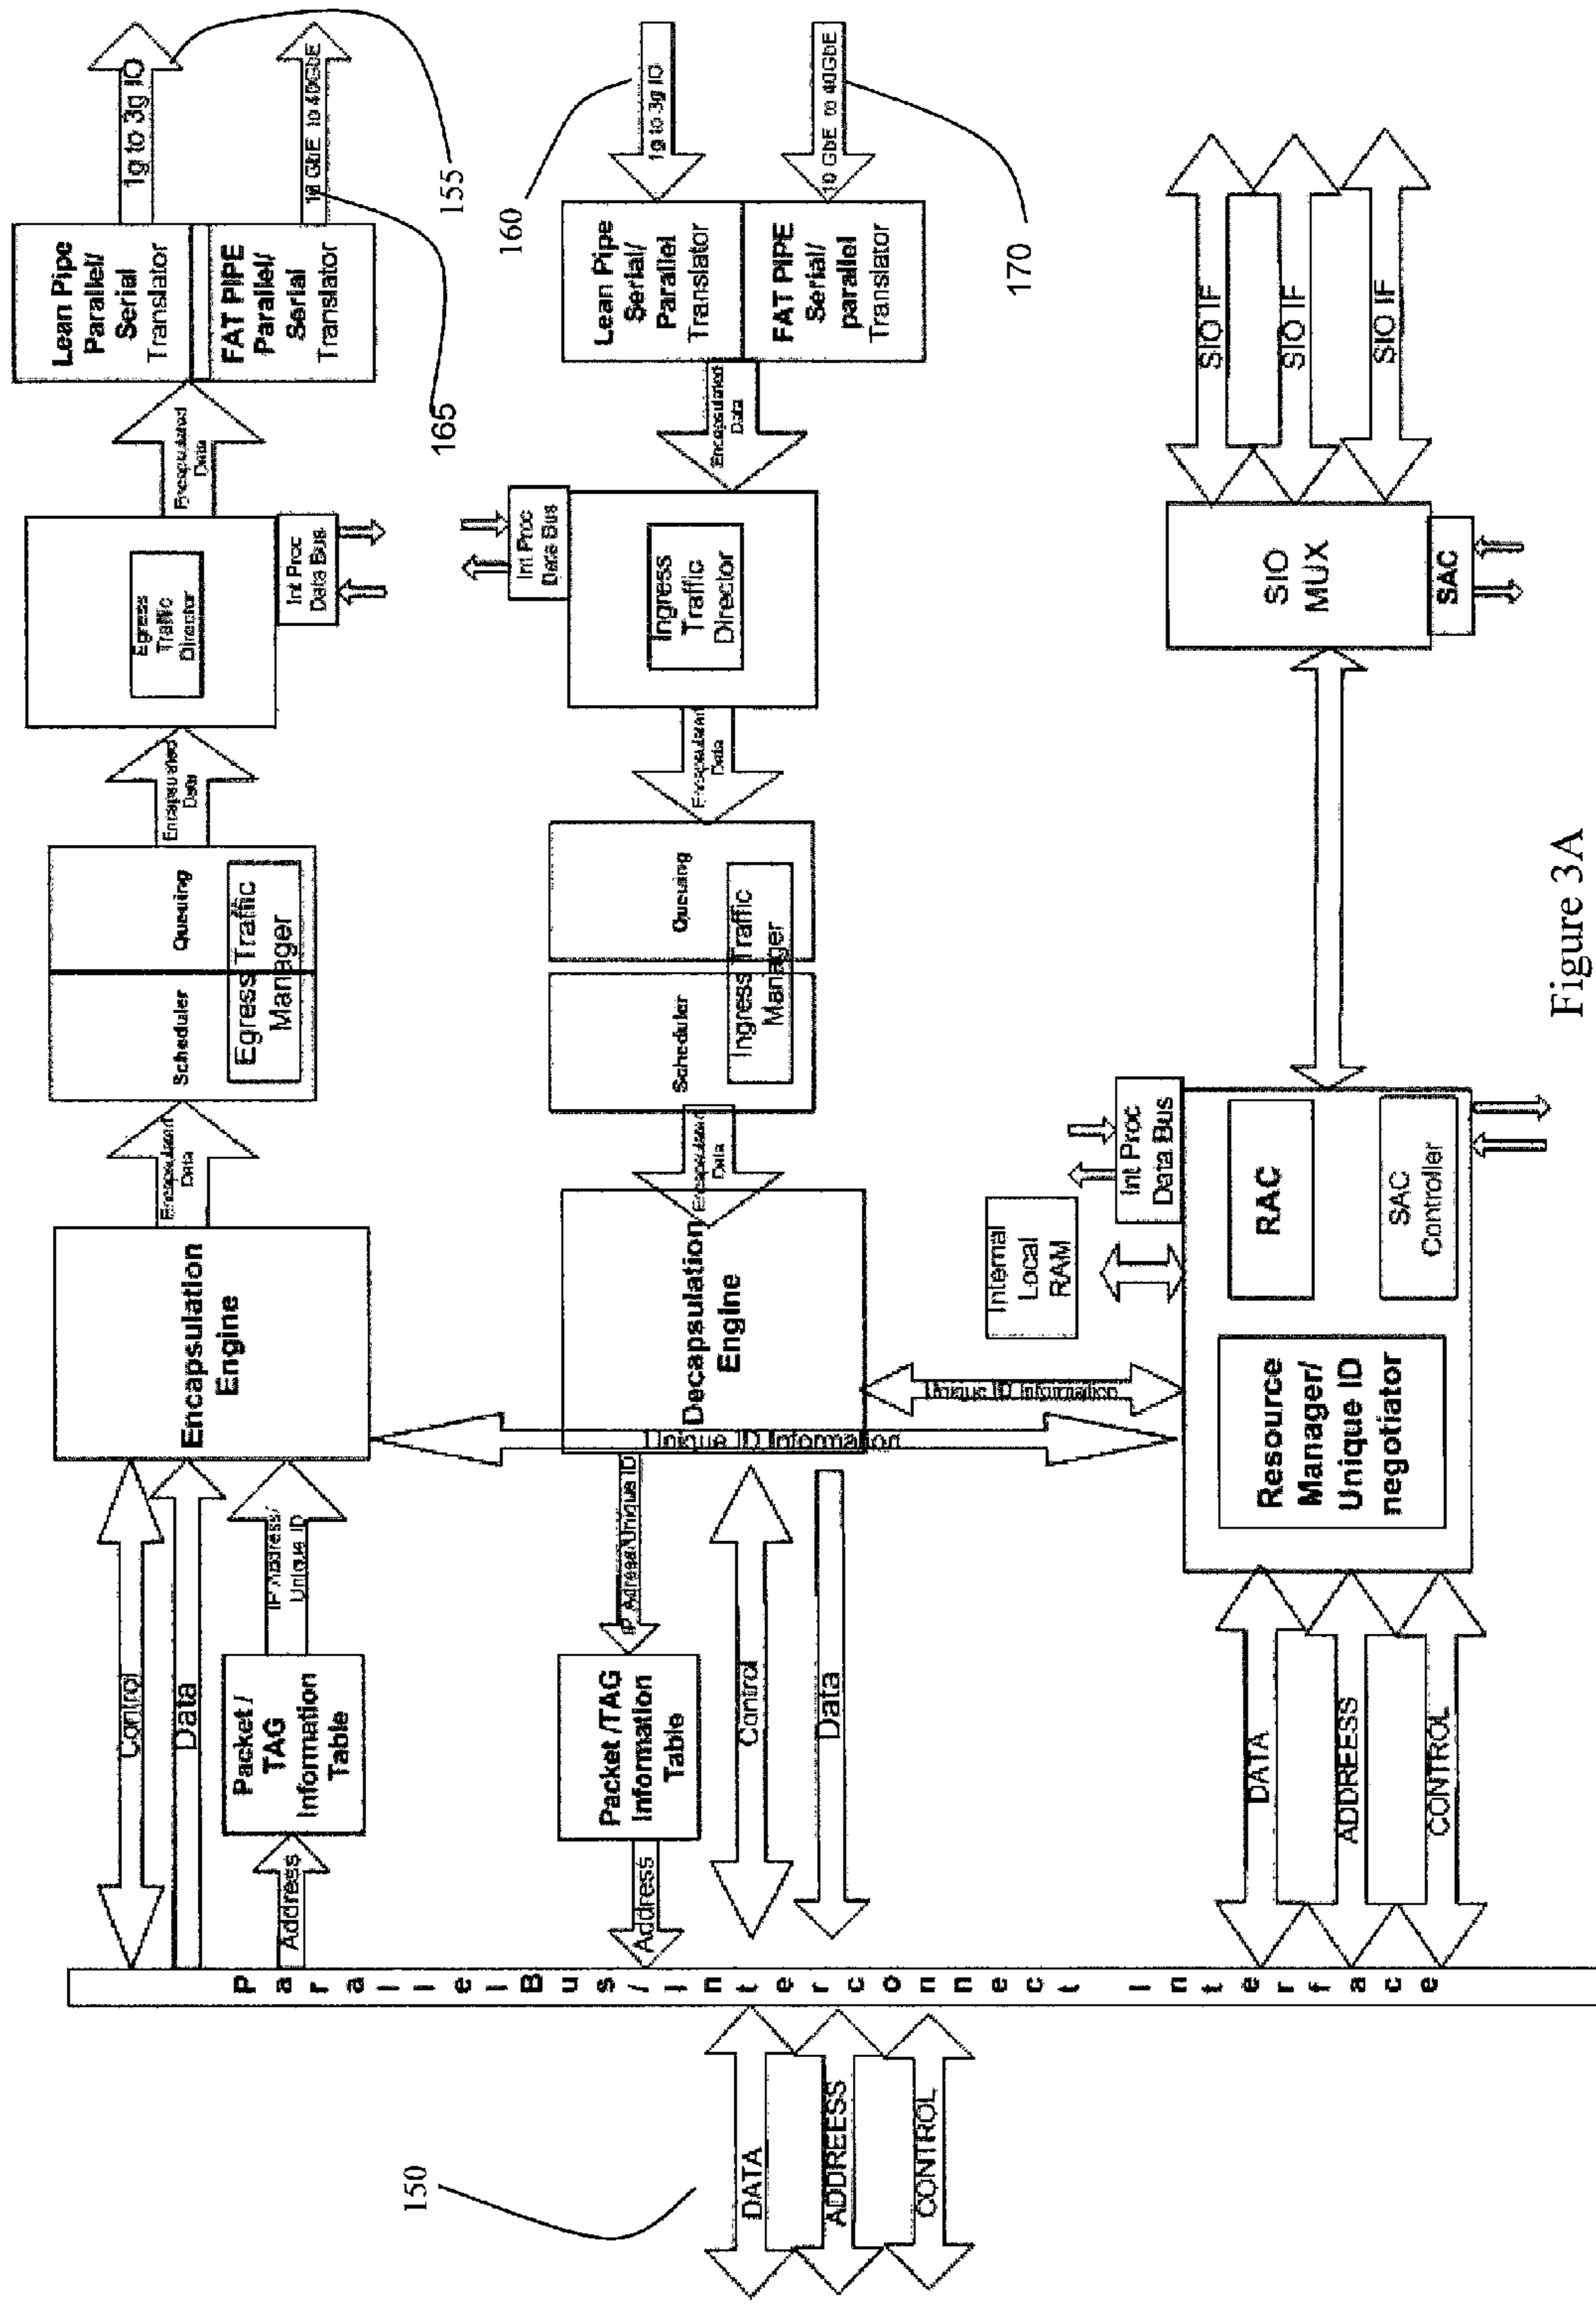 1g to 3g IO
155
10 GbE to 40GbE
165
Lean Pipe
Parallel/
Serial
Translator
FAT PIPE
Parallel/
Serial
Translator
Encapsulated
Data
Egress
Traffic
Director
Int Proc
Data Bus
Encapsulated
Data
Queuing
Scheduler
Egress Traffic
Manager
Encapsulated
Data
Encapsulation
Engine
Control
Data
IP Address/
Unique ID
Packet /
TAG
Information
Table
Address
160
1g to 3g IO
10 GbE to 40GbE
170
Lean Pipe
Serial/
Parallel
Translator
FAT PIPE
Serial/
parallel
Translator
Encapsulated
Data
Int Proc
Data Bus
Ingress
Traffic
Director
Encapsulated
Data
Queuing
Scheduler
Ingress Traffic
Manager
Encapsulated
Data
Decapsulation
Engine
Unique ID Information
Unique ID Information
IP Adress/Unique ID
Packet /TAG
Information
Table
Address
Control
Data
SIO IF
SIO IF
SIO IF
SIO
MUX
SAC
Internal
Local
RAM
Int Proc
Data Bus
RAC
SAC
Controller
Resource
Manager/
Unique ID
negotiator
DATA
ADDREESS
CONTROL
Parallel Bus/Interconnect Interface
150
DATA
ADDREESS
CONTROL
Figure 3A